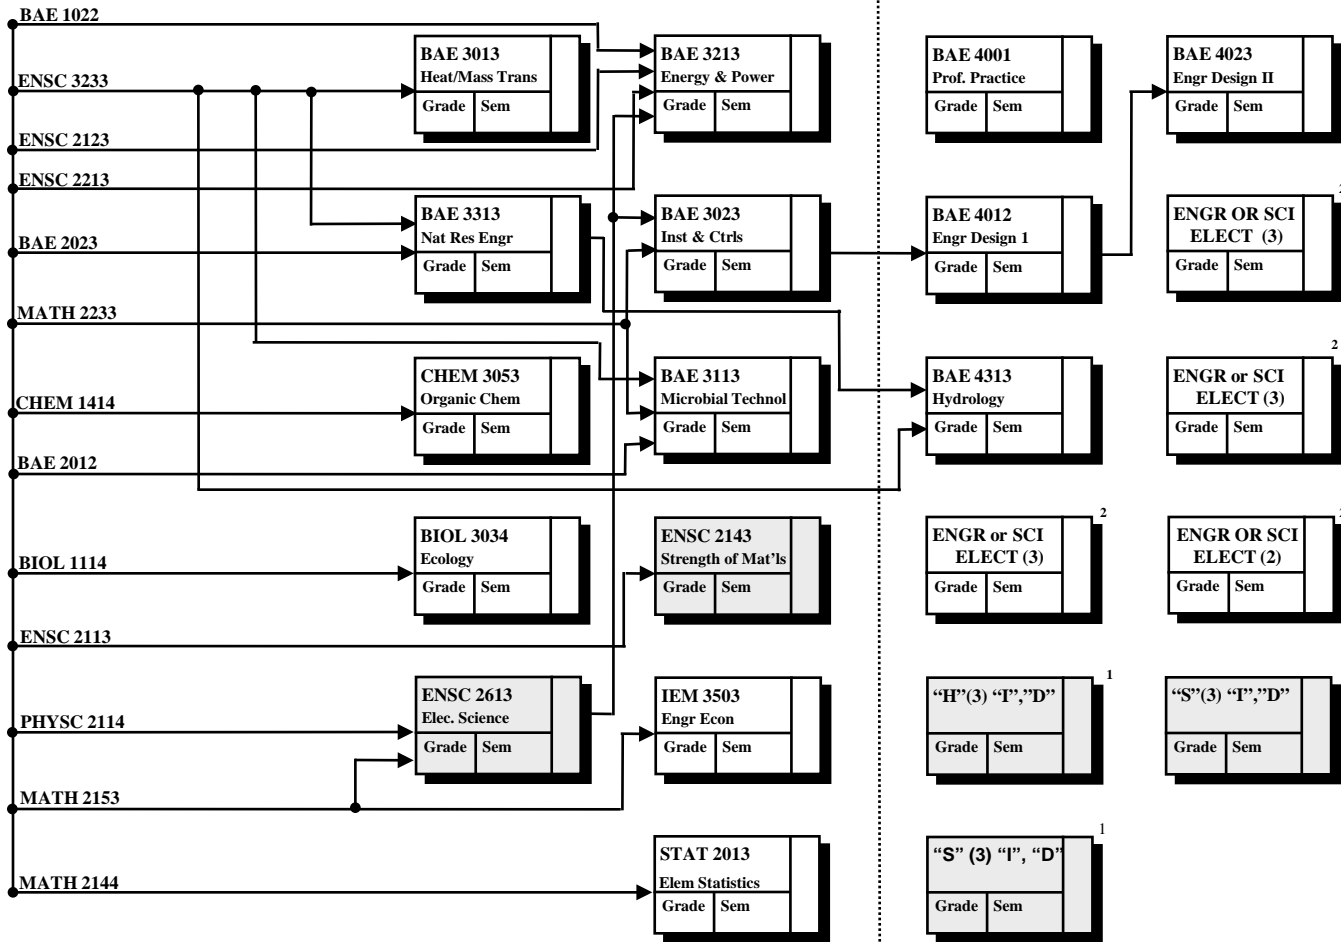 BAE 1022
ENSC 3233
ENSC 2123
ENSC 2213
BAE 2023
MATH 2233
CHEM 1414
BAE 2012
BIOL 1114
ENSC 2113
PHYSC 2114
MATH 2153
MATH 2144
BAE 3013
Heat/Mass Trans
Grade Sem
BAE 3313
Nat Res Engr
Grade Sem
CHEM 3053
Organic Chem
Grade Sem
BIOL 3034
Ecology
Grade Sem
ENSC 2613
Elec. Science
Grade Sem
BAE 3213
Energy & Power
Grade Sem
BAE 3023
Inst & Ctrls
Grade Sem
BAE 3113
Microbial Technol
Grade Sem
ENSC 2143
Strength of Mat'ls
Grade Sem
IEM 3503
Engr Econ
Grade Sem
STAT 2013
Elem Statistics
Grade Sem
BAE 4001
Prof. Practice
Grade Sem
BAE 4012
Engr Design 1
Grade Sem
BAE 4313
Hydrology
Grade Sem
2
ENGR or SCI
ELECT (3)
Grade Sem
1
“H”(3) “I”,”D”
Grade Sem
1
“S” (3) “I”, “D”
Grade Sem
BAE 4023
Engr Design II
Grade Sem
ENGR OR SCI
ELECT (3)
Grade Sem
2
ENGR or SCI
ELECT (3)
Grade Sem
ENGR OR SCI
ELECT (2)
Grade Sem
“S”(3) “I”,”D”
Grade Sem